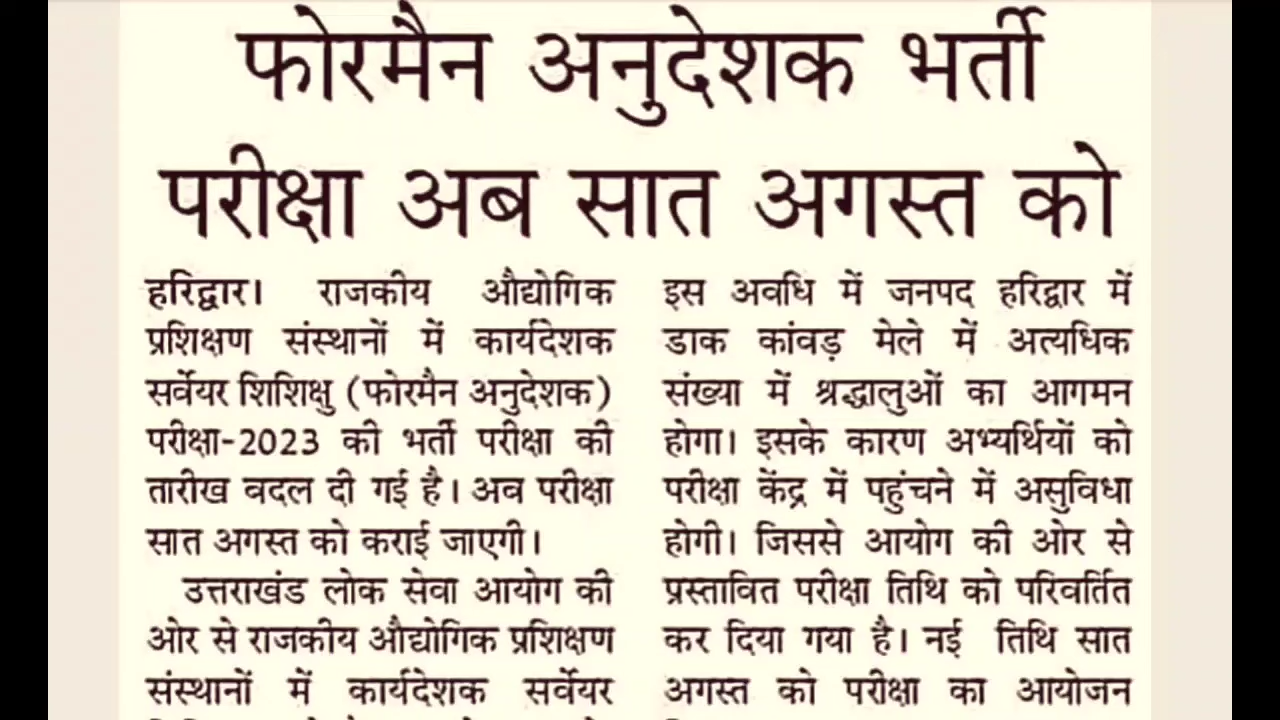 फोरमैन अनुदेशक भर्ती
परीक्षा अब सात अगस्त को
हरिद्वार। राजकीय औद्योगिक
प्रशिक्षण संस्थानों में कार्यदेशक
सर्वेयर शिशिक्षु (फोरमैन अनुदेशक)
परीक्षा-2023 की भर्ती परीक्षा की
तारीख बदल दी गई है। अब परीक्षा
सात अगस्त को कराई जाएगी।
उत्तराखंड लोक सेवा आयोग की
ओर से राजकीय औद्योगिक प्रशिक्षण
संस्थानों में कार्यदेशक सर्वेयर
इस अवधि में जनपद हरिद्वार में
डाक कांवड़ मेले में अत्यधिक
संख्या में श्रद्धालुओं का आगमन
होगा। इसके कारण अभ्यर्थियों को
परीक्षा केंद्र में पहुंचने में असुविधा
होगी। जिससे आयोग की ओर से
प्रस्तावित परीक्षा तिथि को परिवर्तित
कर दिया गया है। नई तिथि सात
अगस्त को परीक्षा का आयोजन